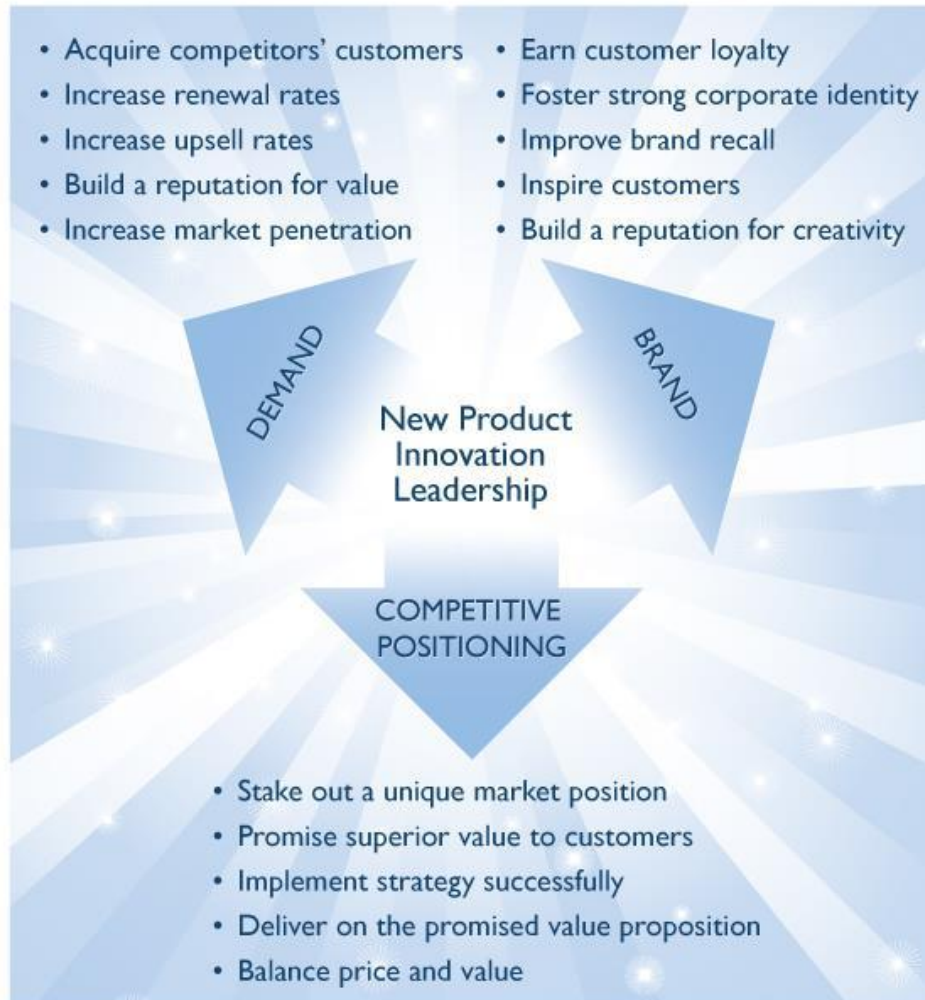 • Acquire competitors’ customers
• Increase renewal rates
• Increase upsell rates
• Build a reputation for value
• Increase market penetration
• Earn customer loyalty
• Foster strong corporate identity
• Improve brand recall
• Inspire customers
• Build a reputation for creativity
DEMAND
BRAND
New Product
Innovation
Leadership
COMPETITIVE
POSITIONING
• Stake out a unique market position
• Promise superior value to customers
• Implement strategy successfully
• Deliver on the promised value proposition
• Balance price and value